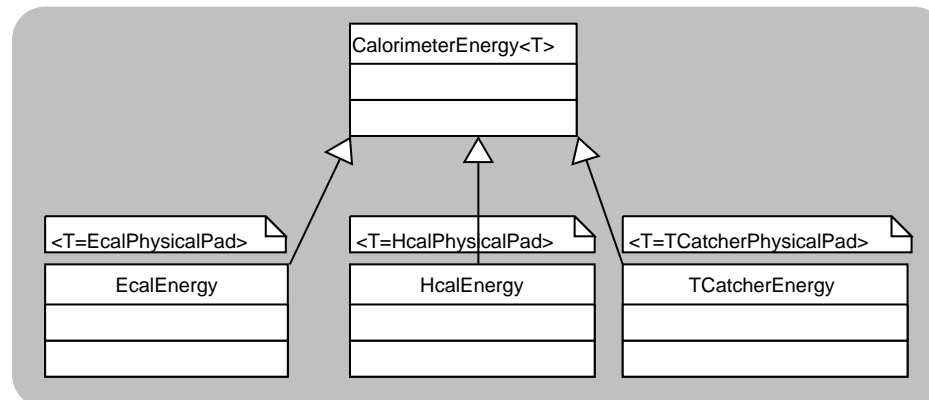 CalorimeterEnergy<T>
<T=EcalPhysicalPad>
<T=HcalPhysicalPad>
<T=TCatcherPhysicalPad>
EcalEnergy
HcalEnergy
TCatcherEnergy